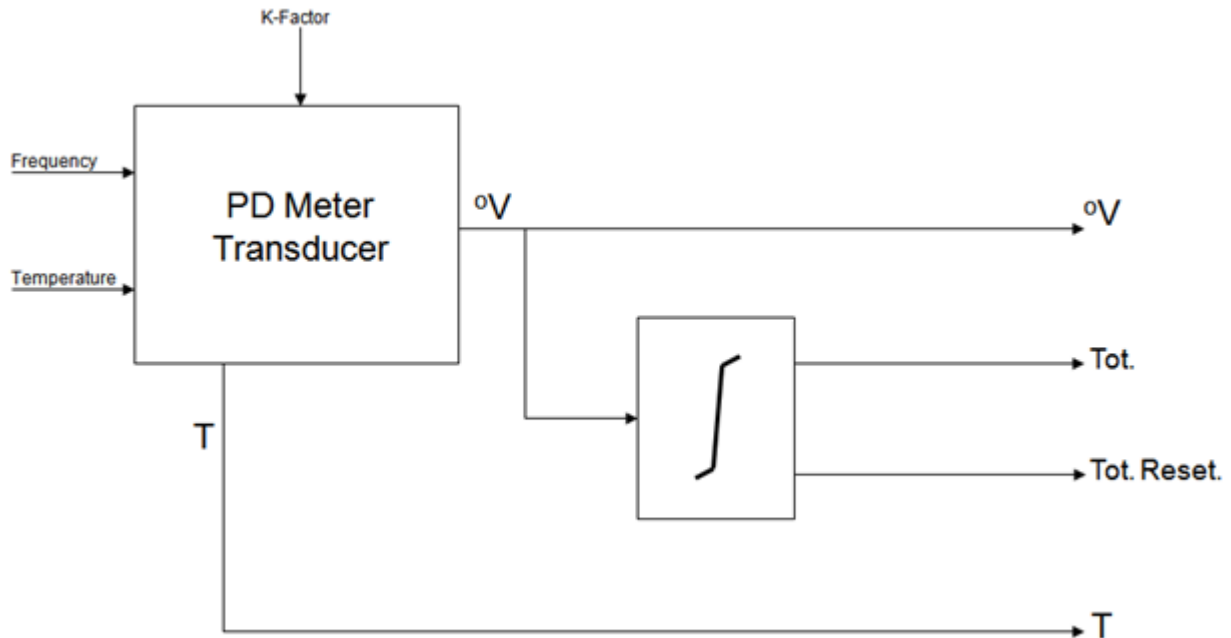 K-Factor
Frequency
PD Meter
Transducer
Temperature
ºV
ºV
Tot.
Tot. Reset.
T
T